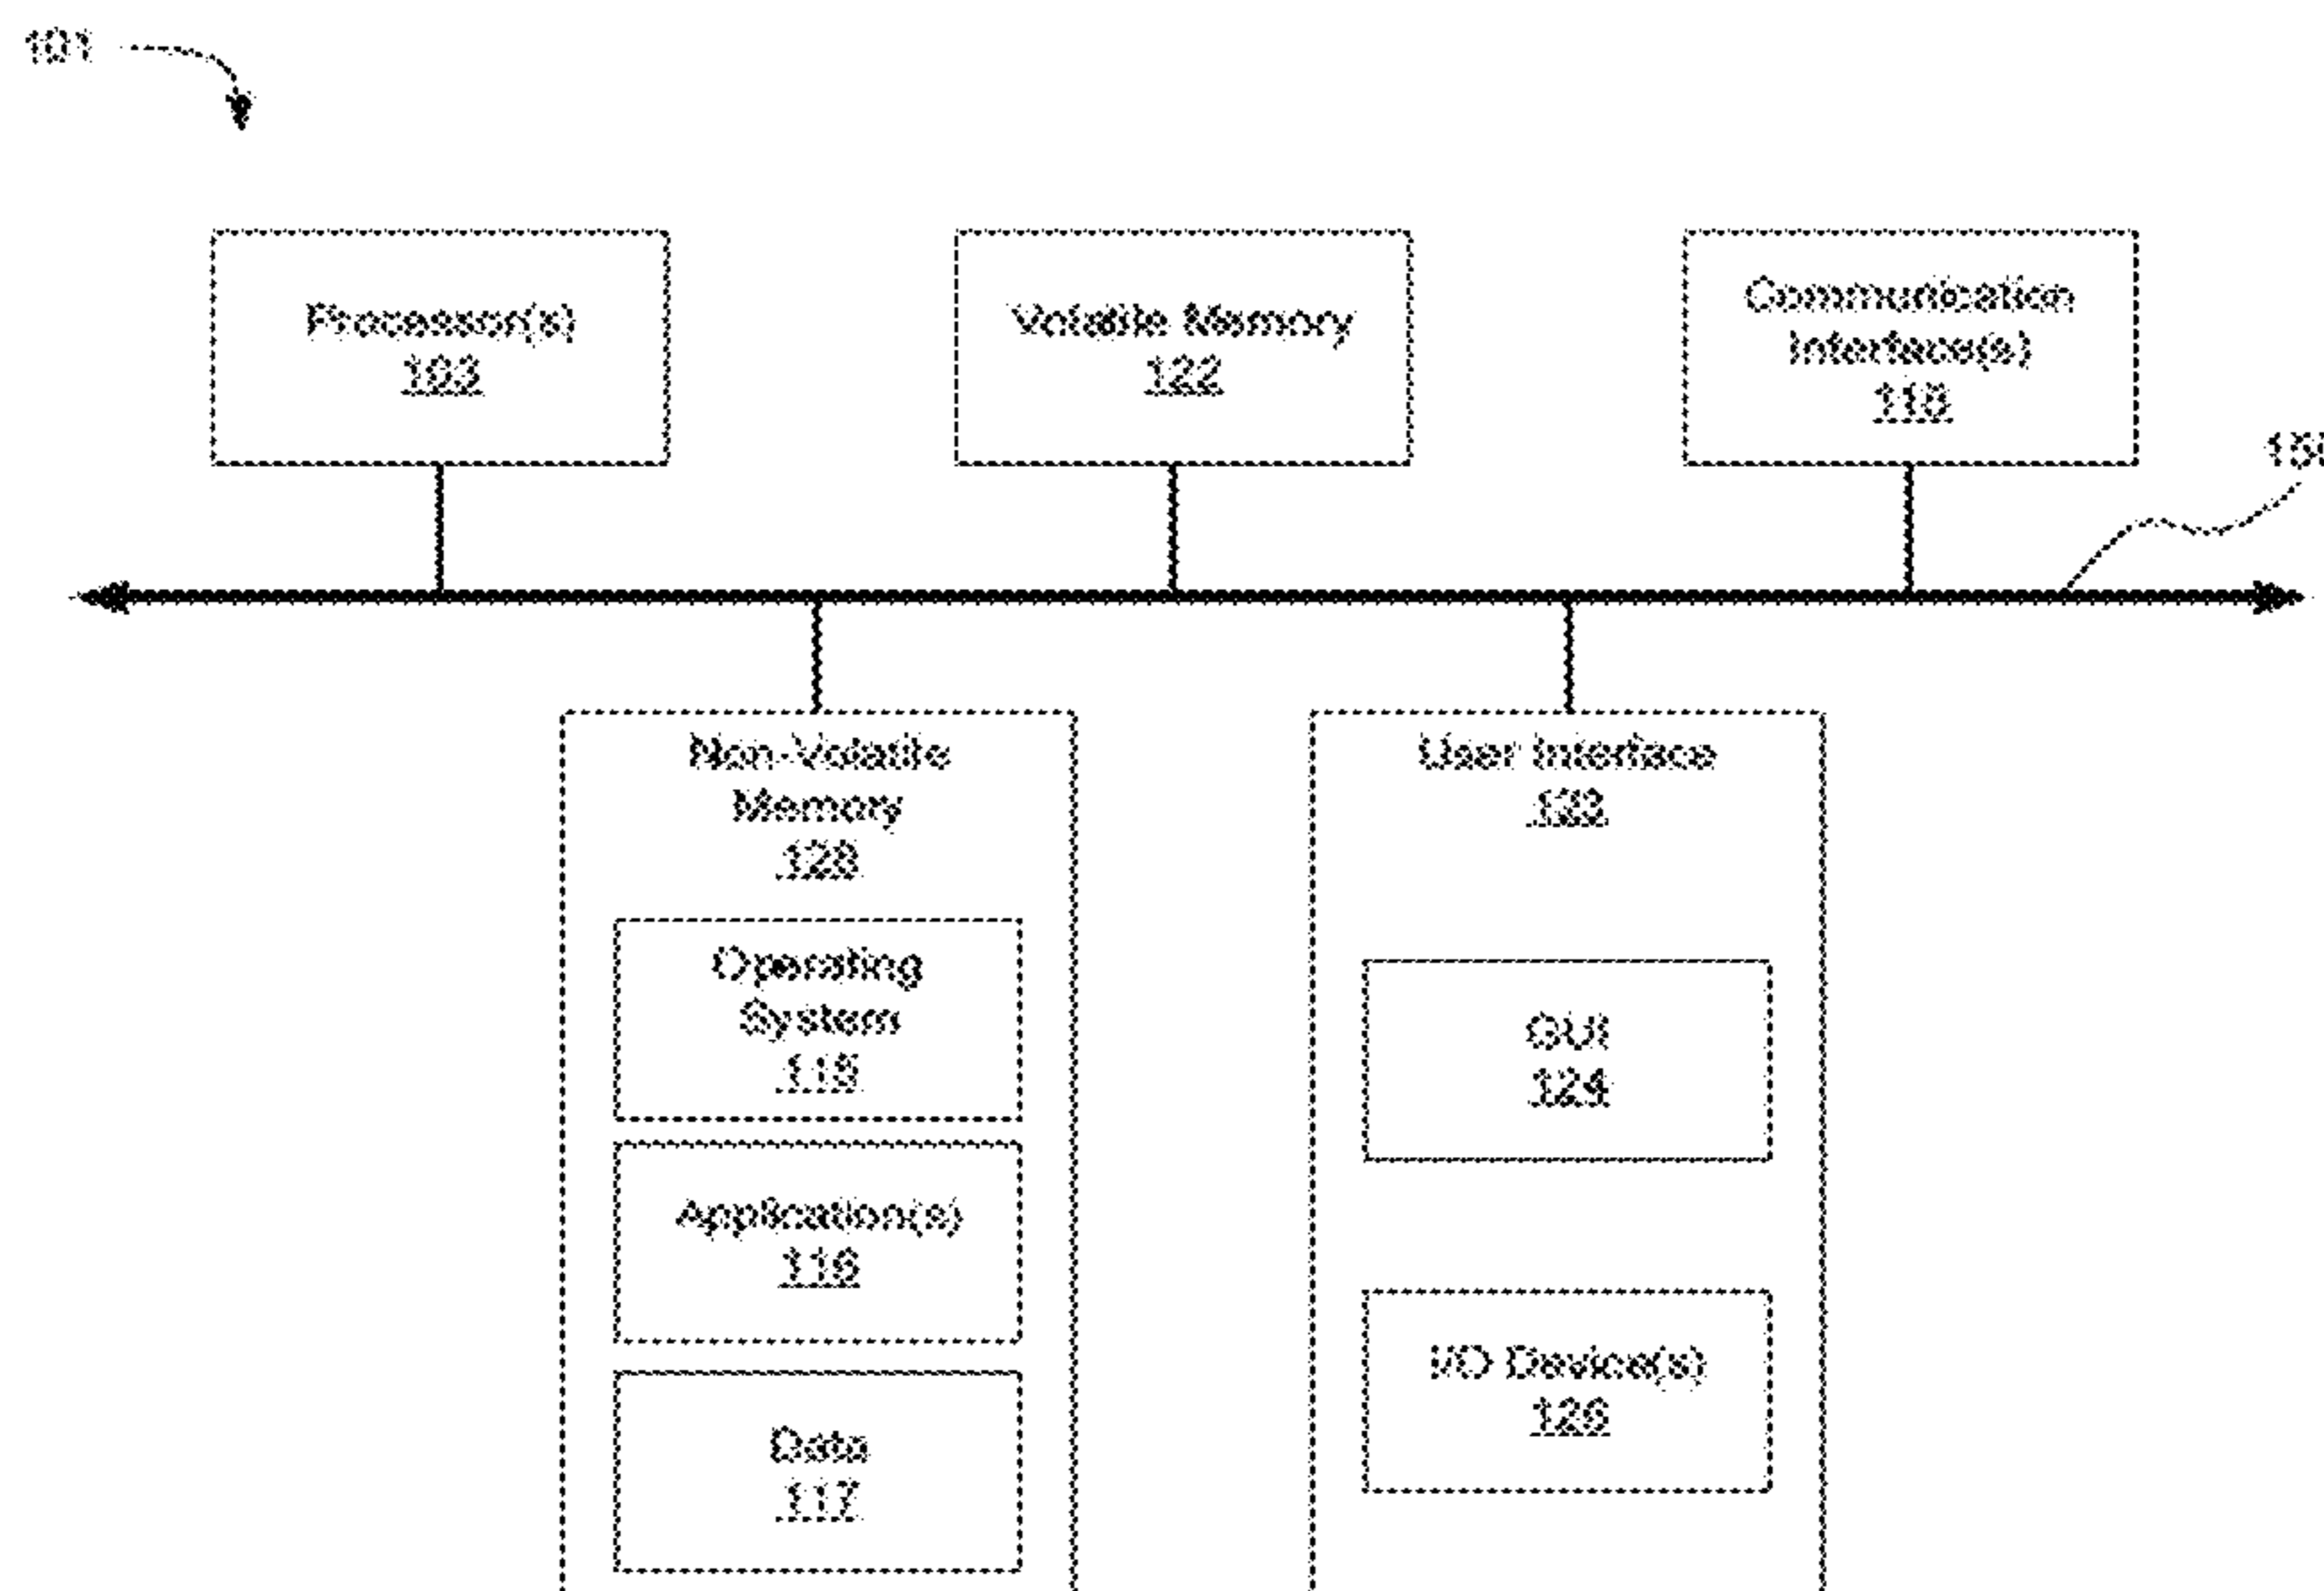 101
Processor(s)
103
Volatile Memory
122
Communication
Interface(s)
118
150
Non-Volatile
Memory
128
User Interface
123
Operating
System
115
GUI
124
Application(s)
116
I/O Device(s)
126
Data
117